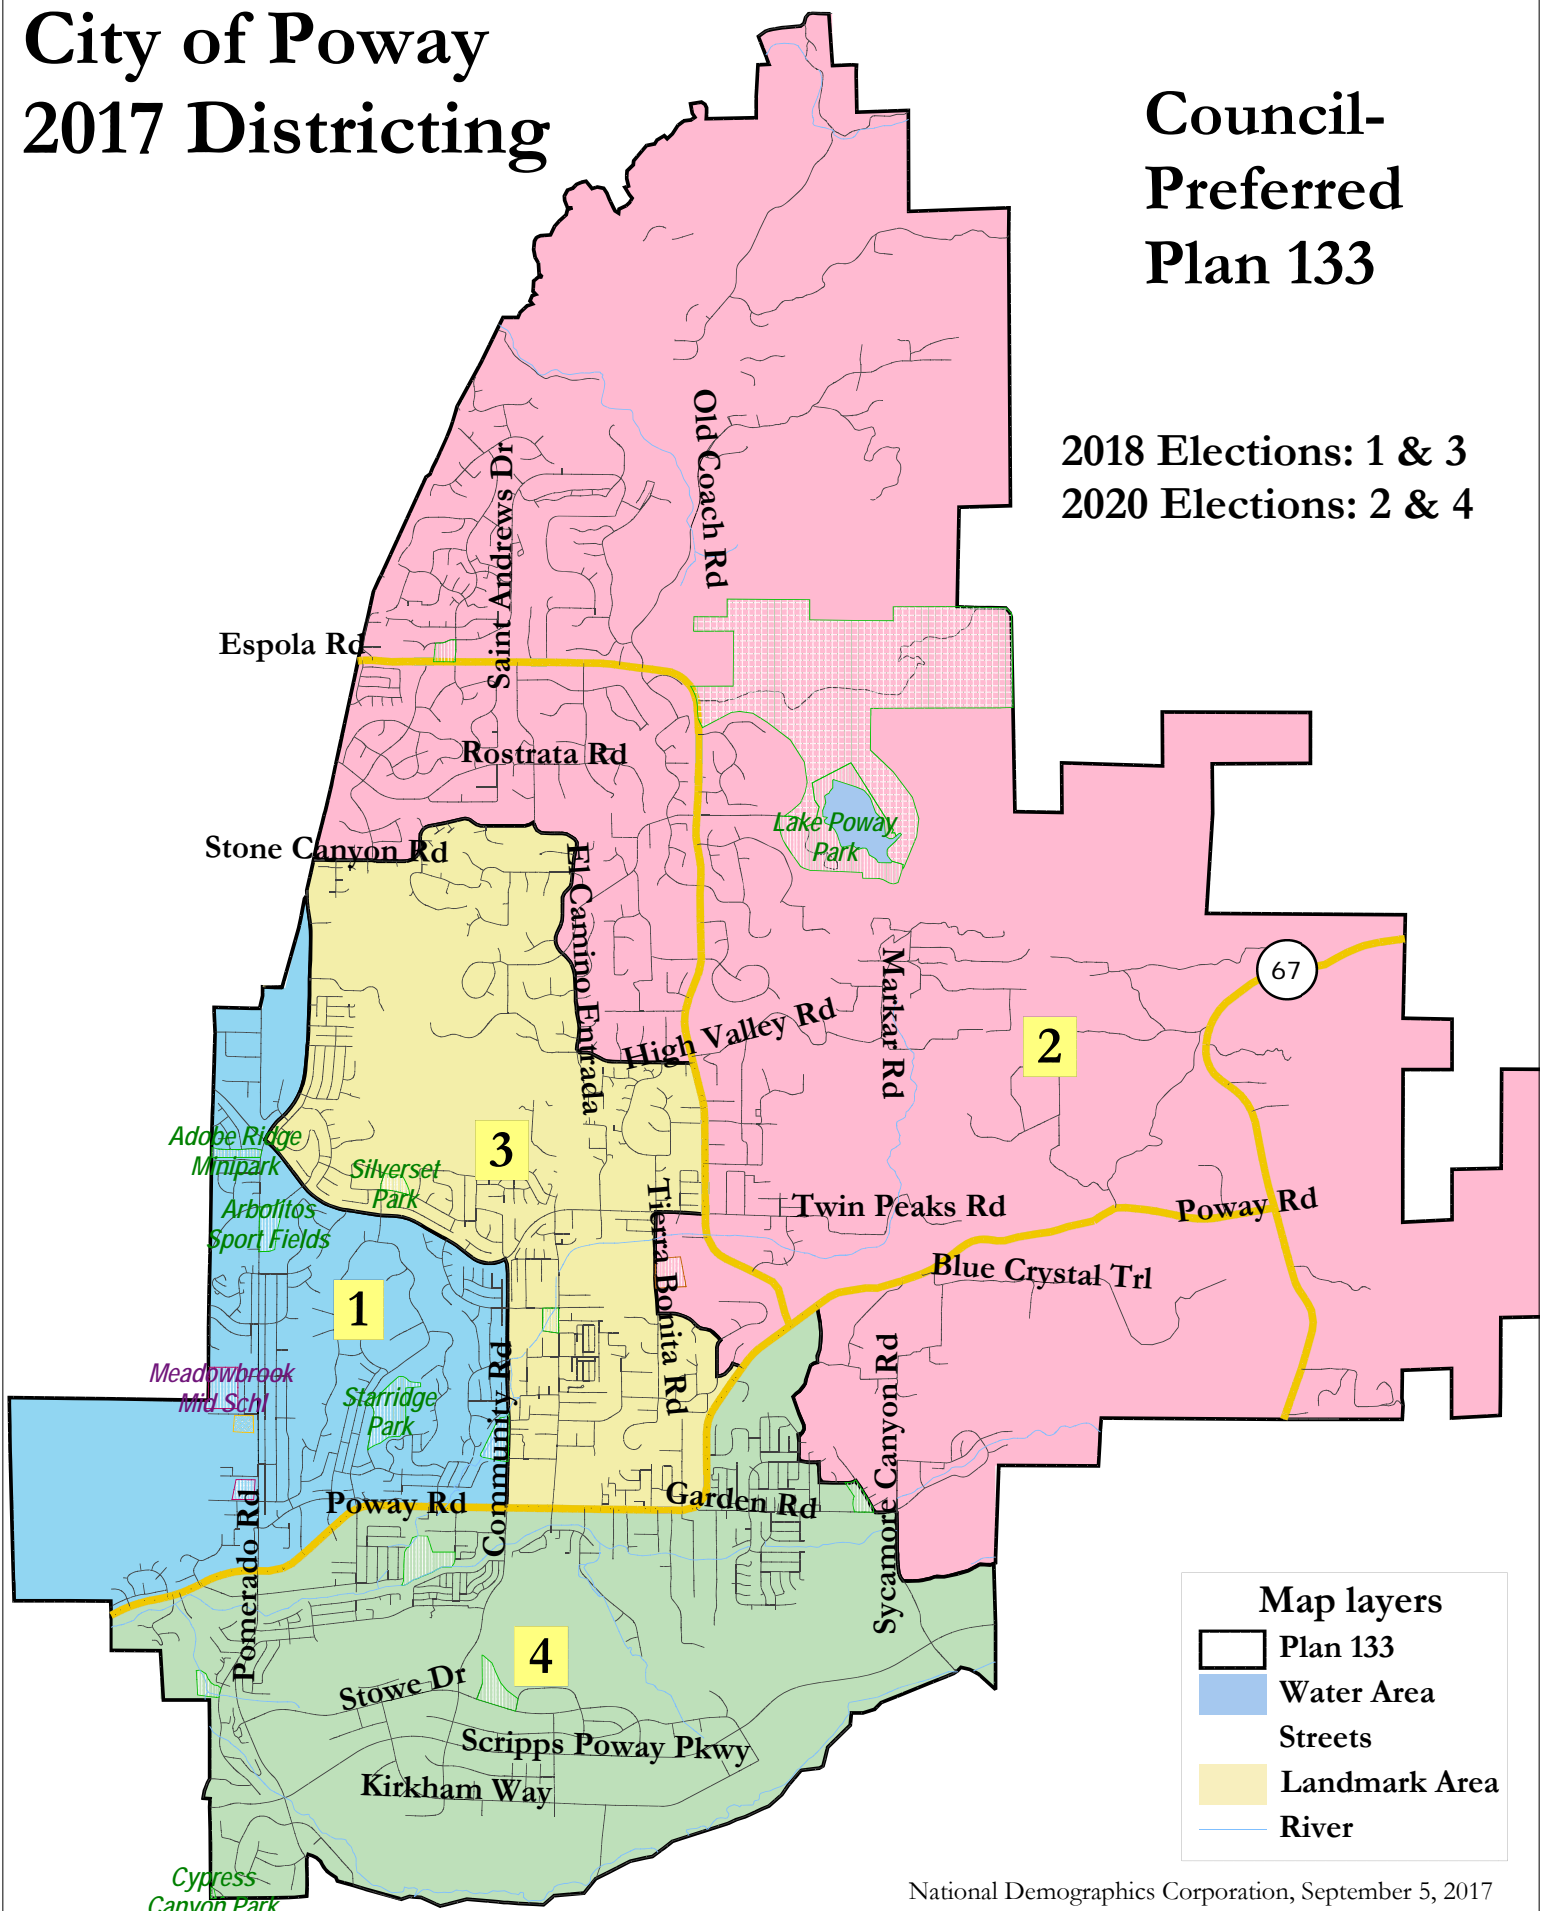 City of Poway
2017 Districting
Council-
Preferred
Plan 133
2018 Elections: 1 & 3
2020 Elections: 2 & 4
Old Coach Rd
Saint Andrews Dr
Espola Rd
Rostrata Rd
Lake Poway
Park
Stone Canyon Rd
El Camino Entrada
Markar Rd
67
High Valley Rd
2
Adobe Ridge
Minipark
3
Silverset
Park
Arbolitos
Sport Fields
Tierra Bonita Rd
Twin Peaks Rd
Poway Rd
Blue Crystal Trl
1
Meadowbrook
Mid Schl
Starridge
Park
Community Rd
Sycamore Canyon Rd
Poway Rd
Garden Rd
Pomerado Rd
4
Stowe Dr
Scripps Poway Pkwy
Kirkham Way
Cypress
Canyon Park
Map layers
Plan 133
Water Area
Streets
Landmark Area
River
National Demographics Corporation, September 5, 2017